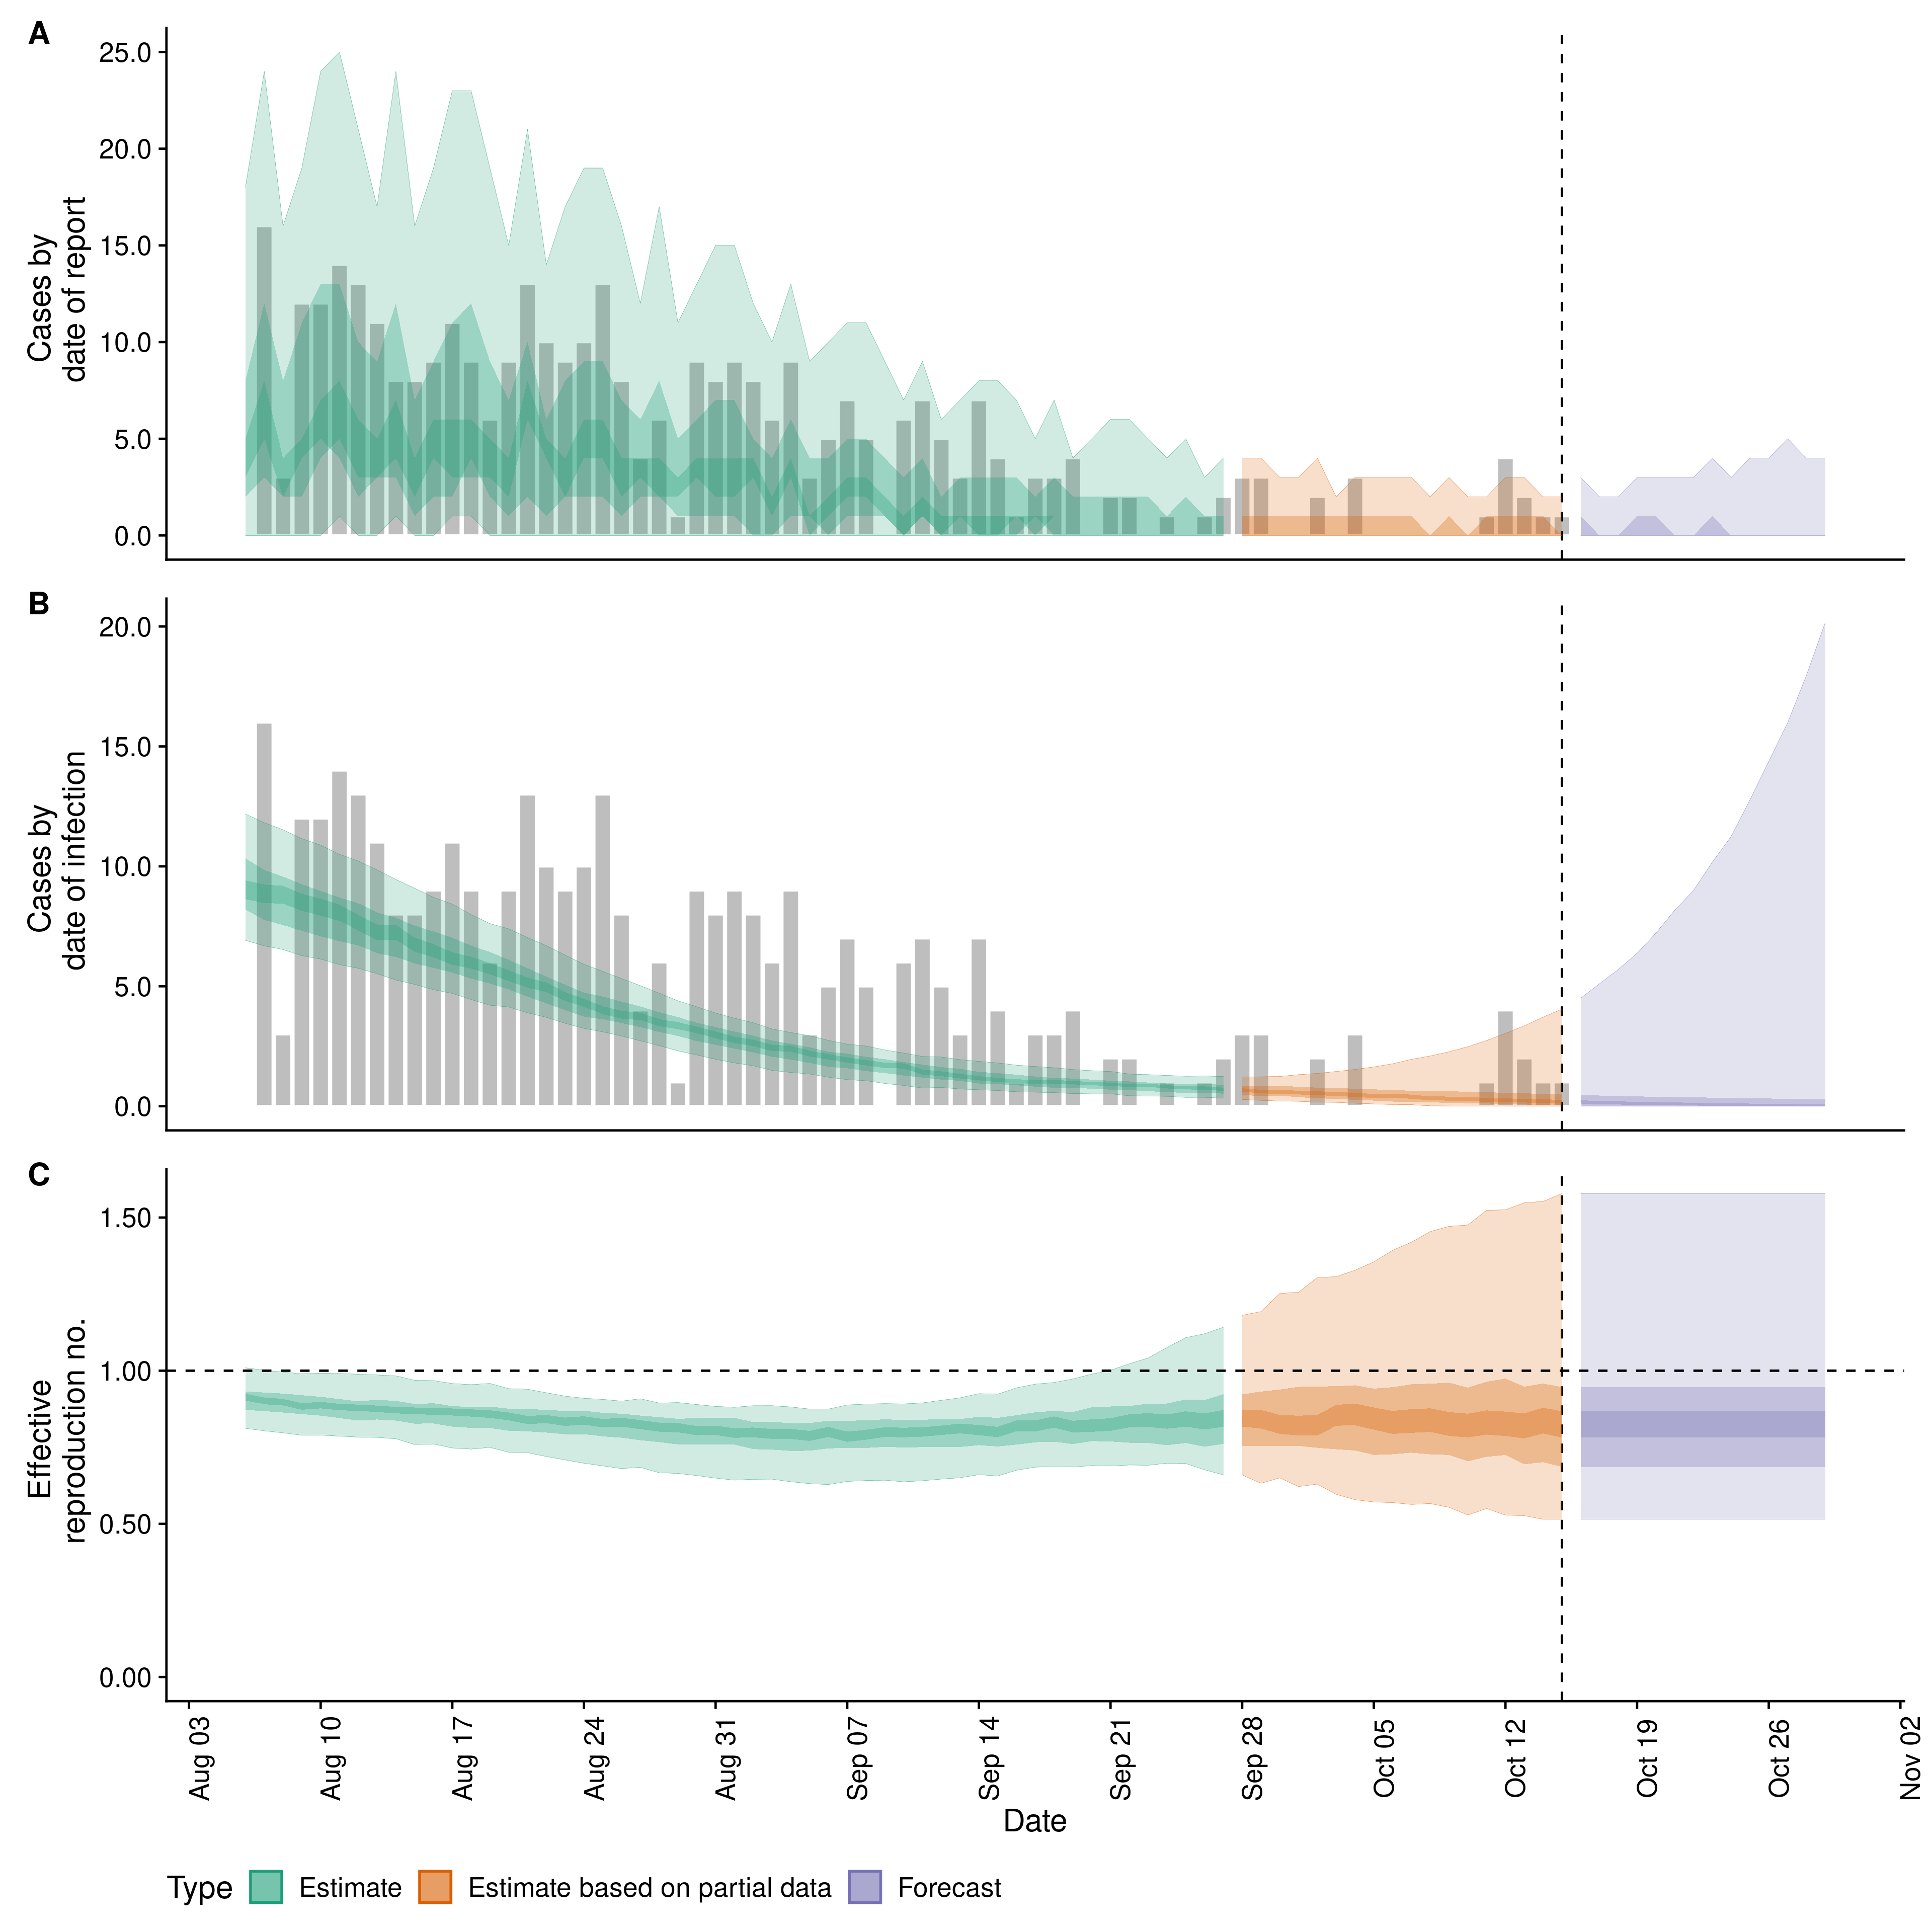 A
25.0
20.0
15.0
10.0
5.0
0.0
Cases by
date of report
B
20.0
15.0
10.0
5.0
0.0
Cases by
date of infection
C
1.50
1.00
0.50
0.00
Effective
reproduction no.
Aug 03
Aug 10
Aug 17
Aug 24
Aug 31
Sep 07
Sep 14
Sep 21
Sep 28
Oct 05
Oct 12
Oct 19
Oct 26
Nov 02
Date
Type Estimate Estimate based on partial data Forecast